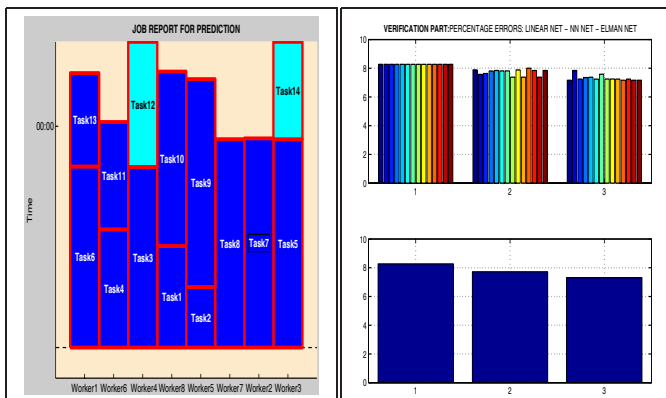 JOB REPORT FOR PREDICTION
Task12
Task14
Task13
00:00
Task10
Task11
Task9
Time
Task6
Task3
Task8
Task7
Task5
Task4
Task1
Task2
Worker1 Worker6 Worker4 Worker8 Worker5 Worker7 Worker2 Worker3
VERIFICATION PART:PERCENTAGE ERRORS: LINEAR NET − NN NET − ELMAN NET
10
8
6
4
2
0
1 2 3
10
8
6
4
2
0
1 2 3